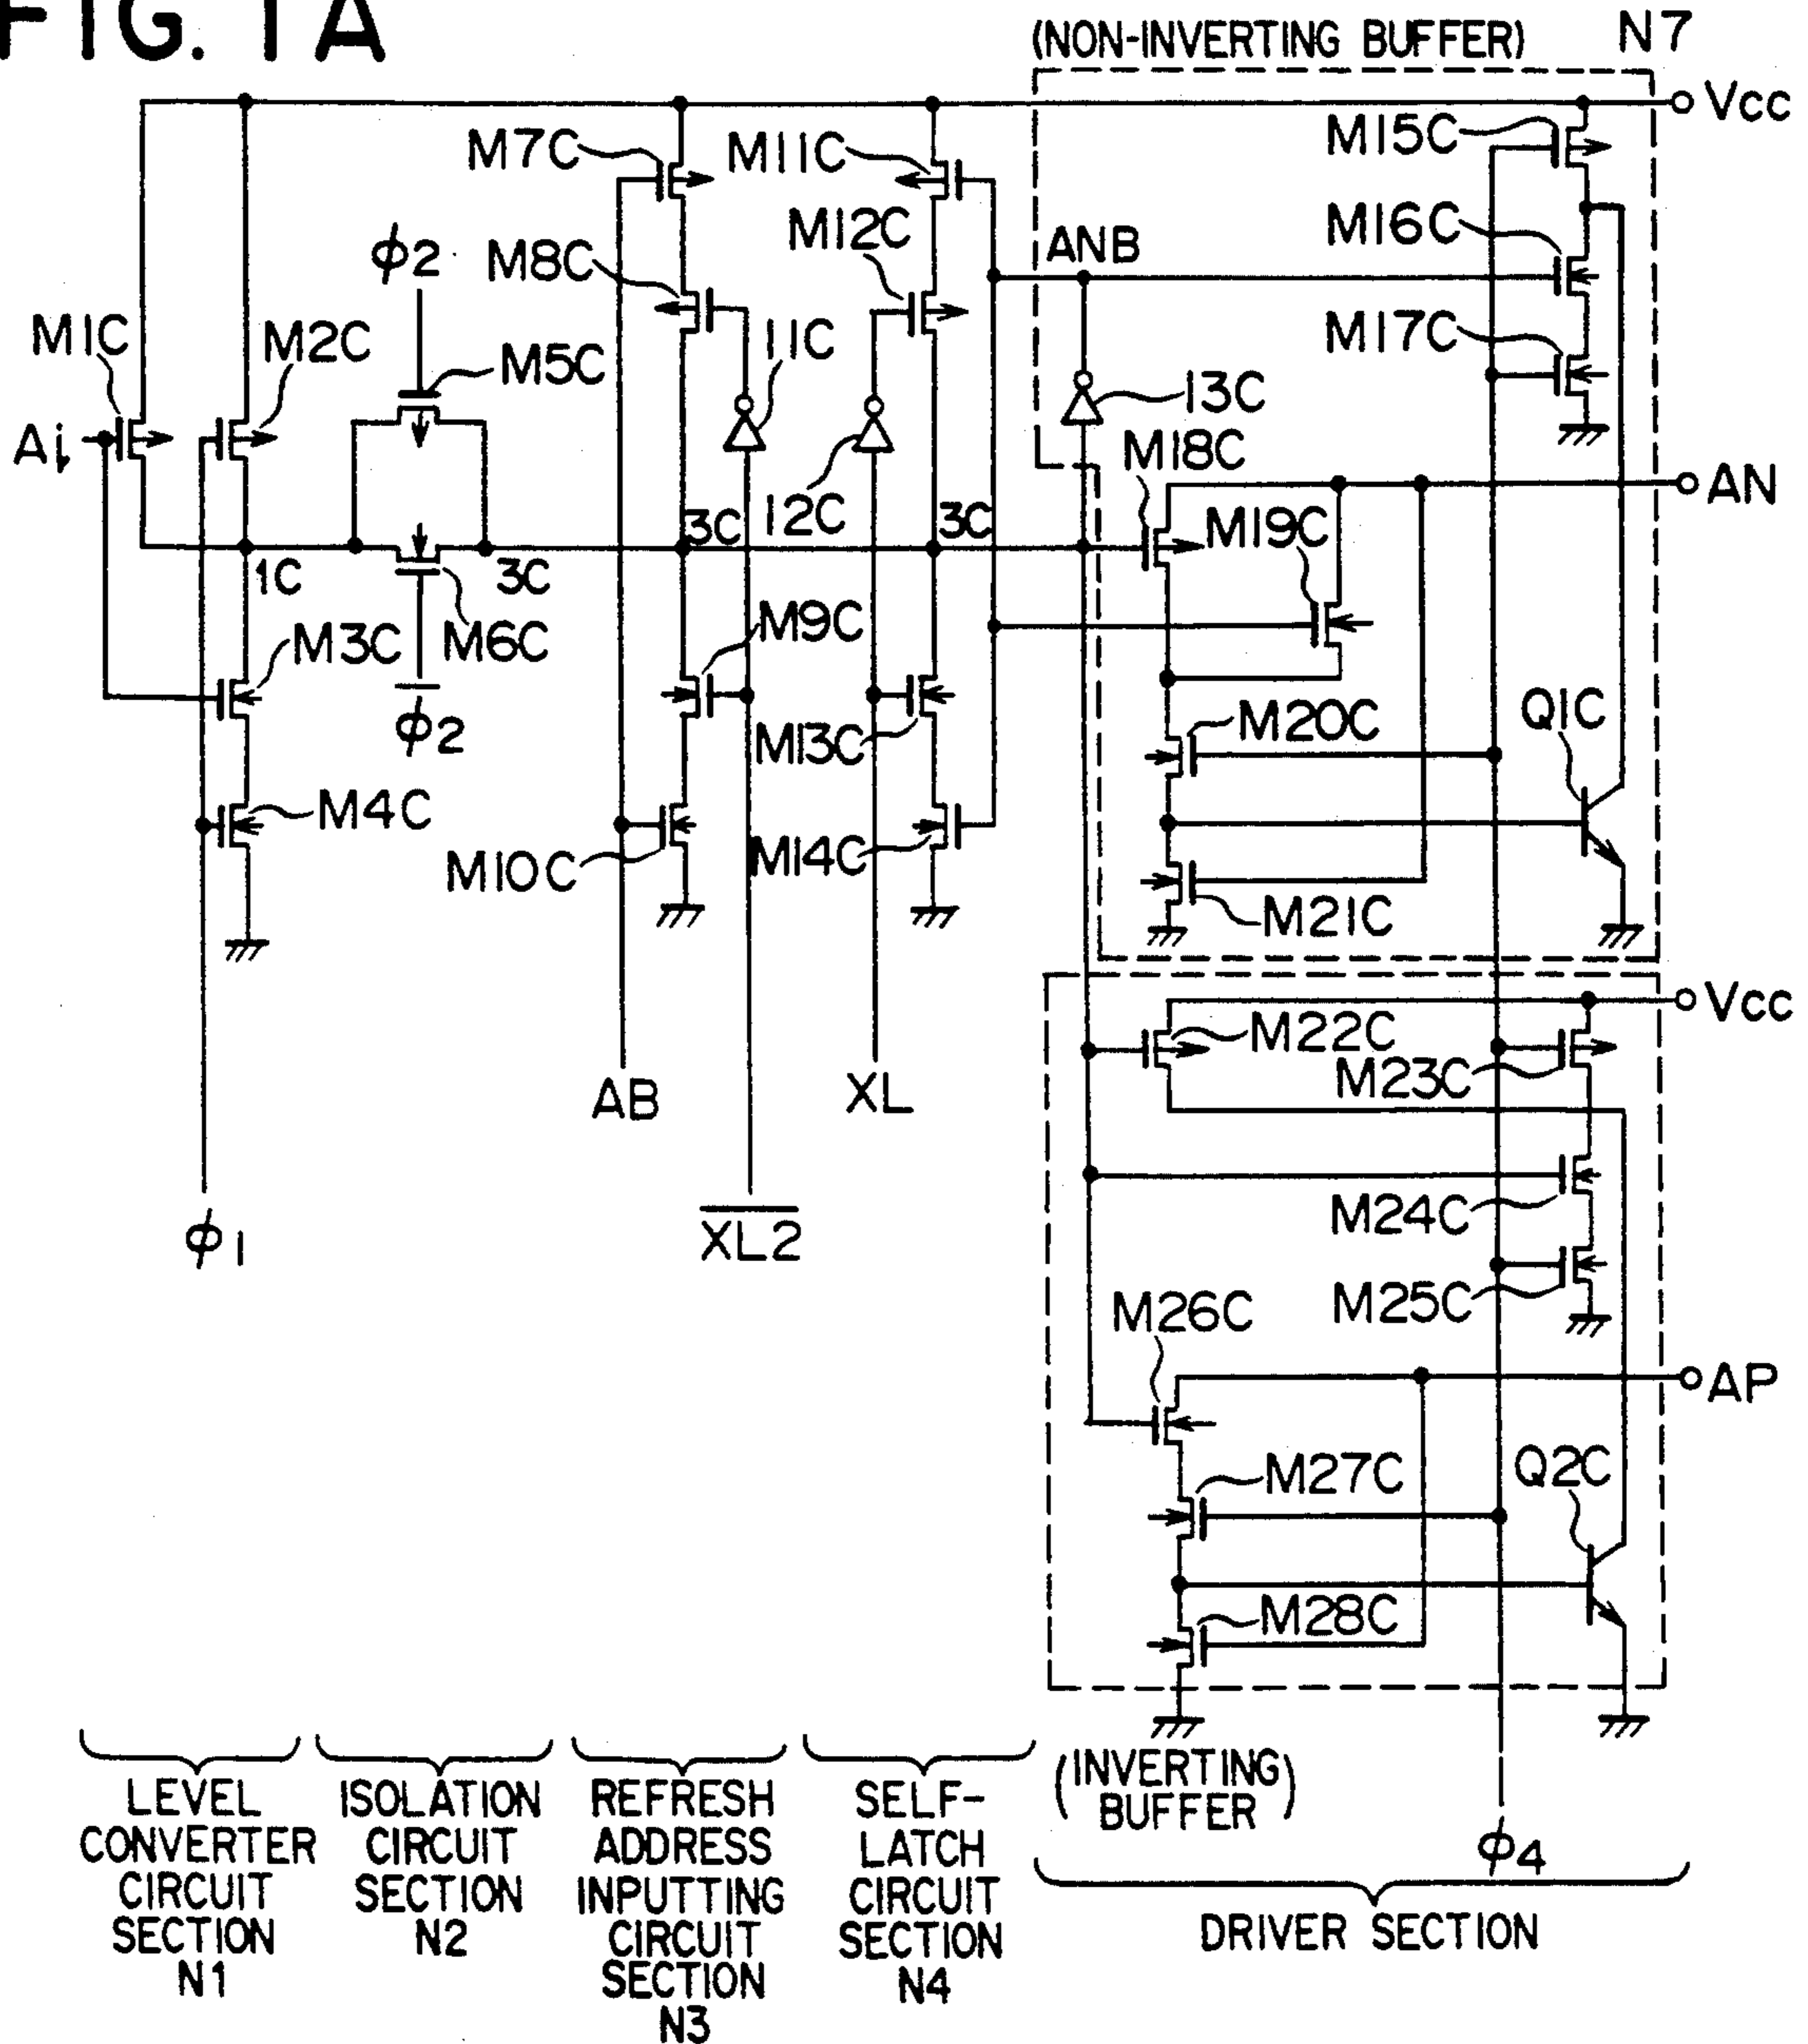 FIG. 1A
(NON-INVERTING BUFFER) N7
Vcc
M15C
M7C M11C
M12C
M16C
ϕ2 M8C ANB
M1C M2C 11C M17C
M5C 13C
Ai M18C
12C AN
3C 3C M19C
1C 3C
M3C M6C M9C
ϕ̅2̅ M20C Q1C
M13C
M4C
M10C M14C M21C
Vcc
M22C
AB XL M23C
ϕ1 X̅L̅2̅ M24C
M25C
M26C
AP
M27C Q2C
M28C
LEVEL
CONVERTER
CIRCUIT
SECTION
N1
ISOLATION
CIRCUIT
SECTION
N2
REFRESH
ADDRESS
INPUTTING
CIRCUIT
SECTION
N3
SELF-
LATCH
CIRCUIT
SECTION
N4
(INVERTING
BUFFER)
ϕ4
DRIVER SECTION